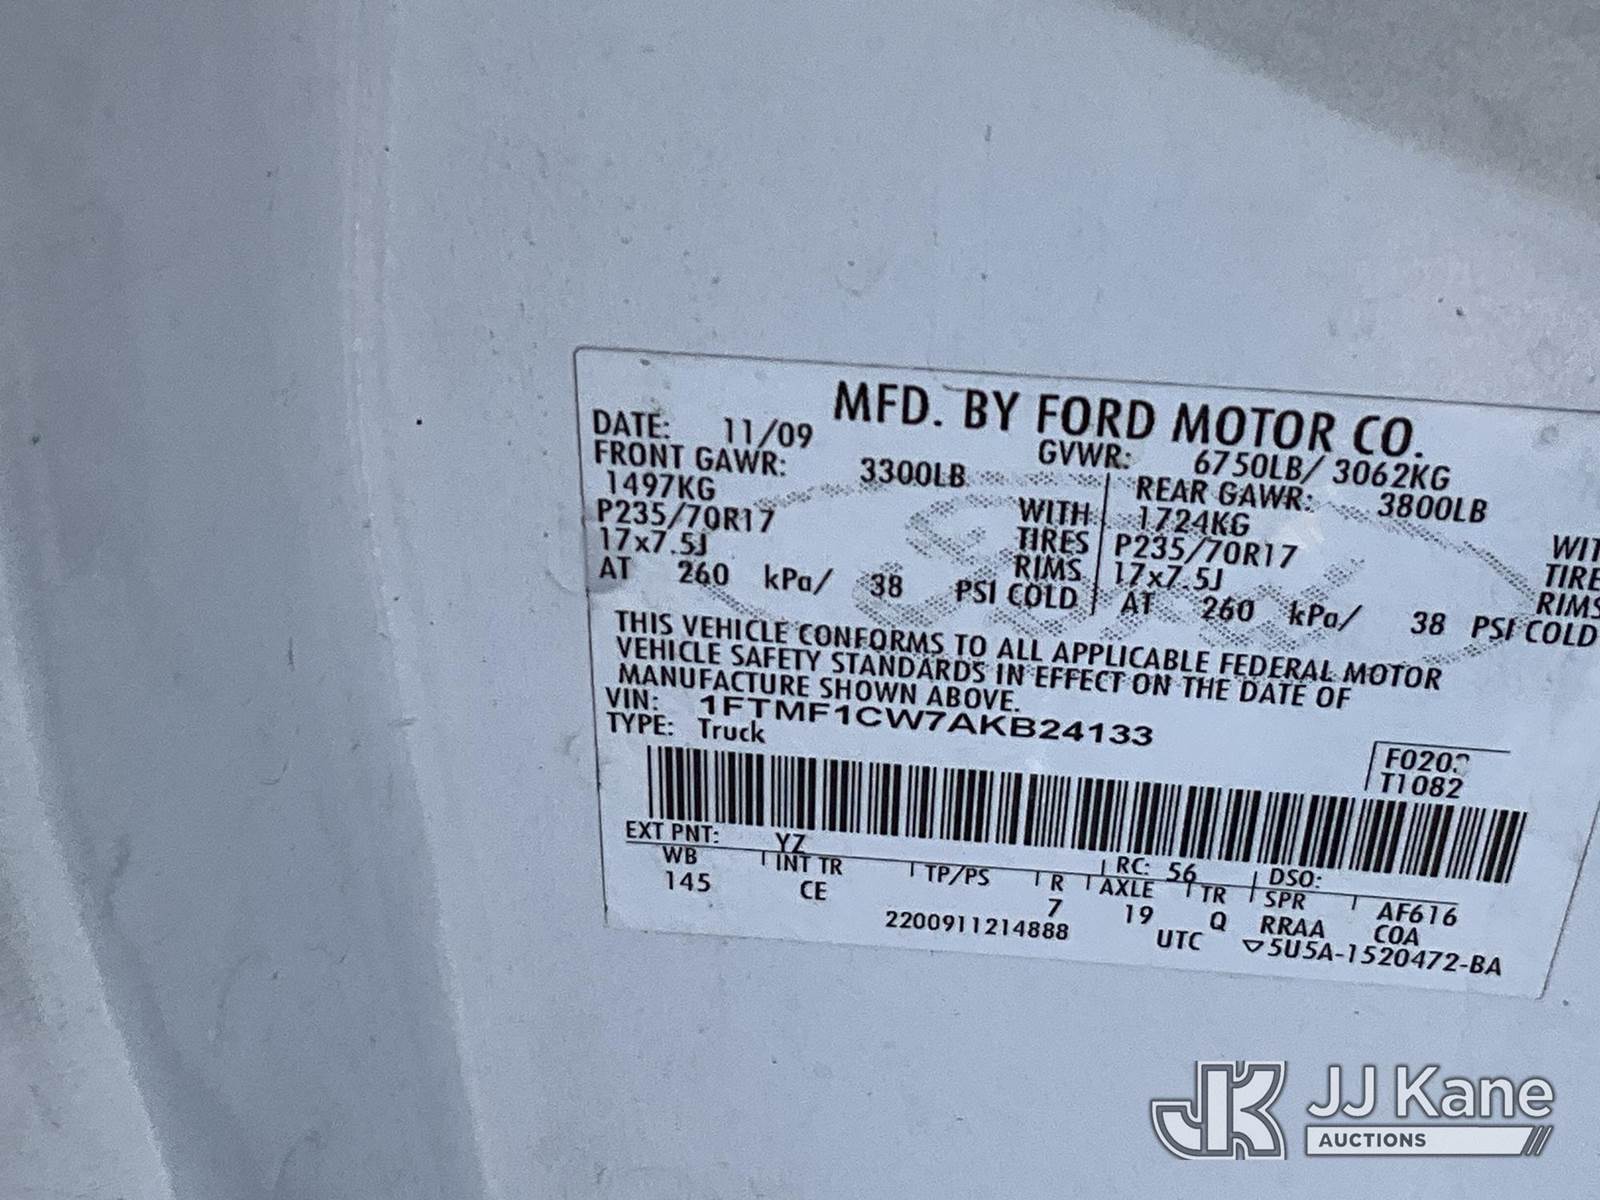 MFD. BY FORD MOTOR CO.
DATE: 11/09 GVWR: 6750LB/ 3062KG
FRONT GAWR: 3300LB REAR GAWR: 3800LB
1497KG WITH 1724KG
P235/70R17 TIRES P235/70R17
17x7.5J RIMS 17x7.5J RIMS
AT 260 kPa/ 38 PSI COLD AT 260 kPa/ 38 PSI COLD
THIS VEHICLE CONFORMS TO ALL APPLICABLE FEDERAL MOTOR
VEHICLE SAFETY STANDARDS IN EFFECT ON THE DATE OF
MANUFACTURE SHOWN ABOVE.
VIN: 1FTMF1CW7AKB24133
TYPE: Truck
T1082
EXT PNT: YZ RC: 56 DSO:
WB INT TR TP/PS R AXLE TR SPR AF616
145 CE 7 19 Q RRAA COA
2200911214888 UTC ▽5U5A-1520472-BA
JK JJ Kane
AUCTIONS